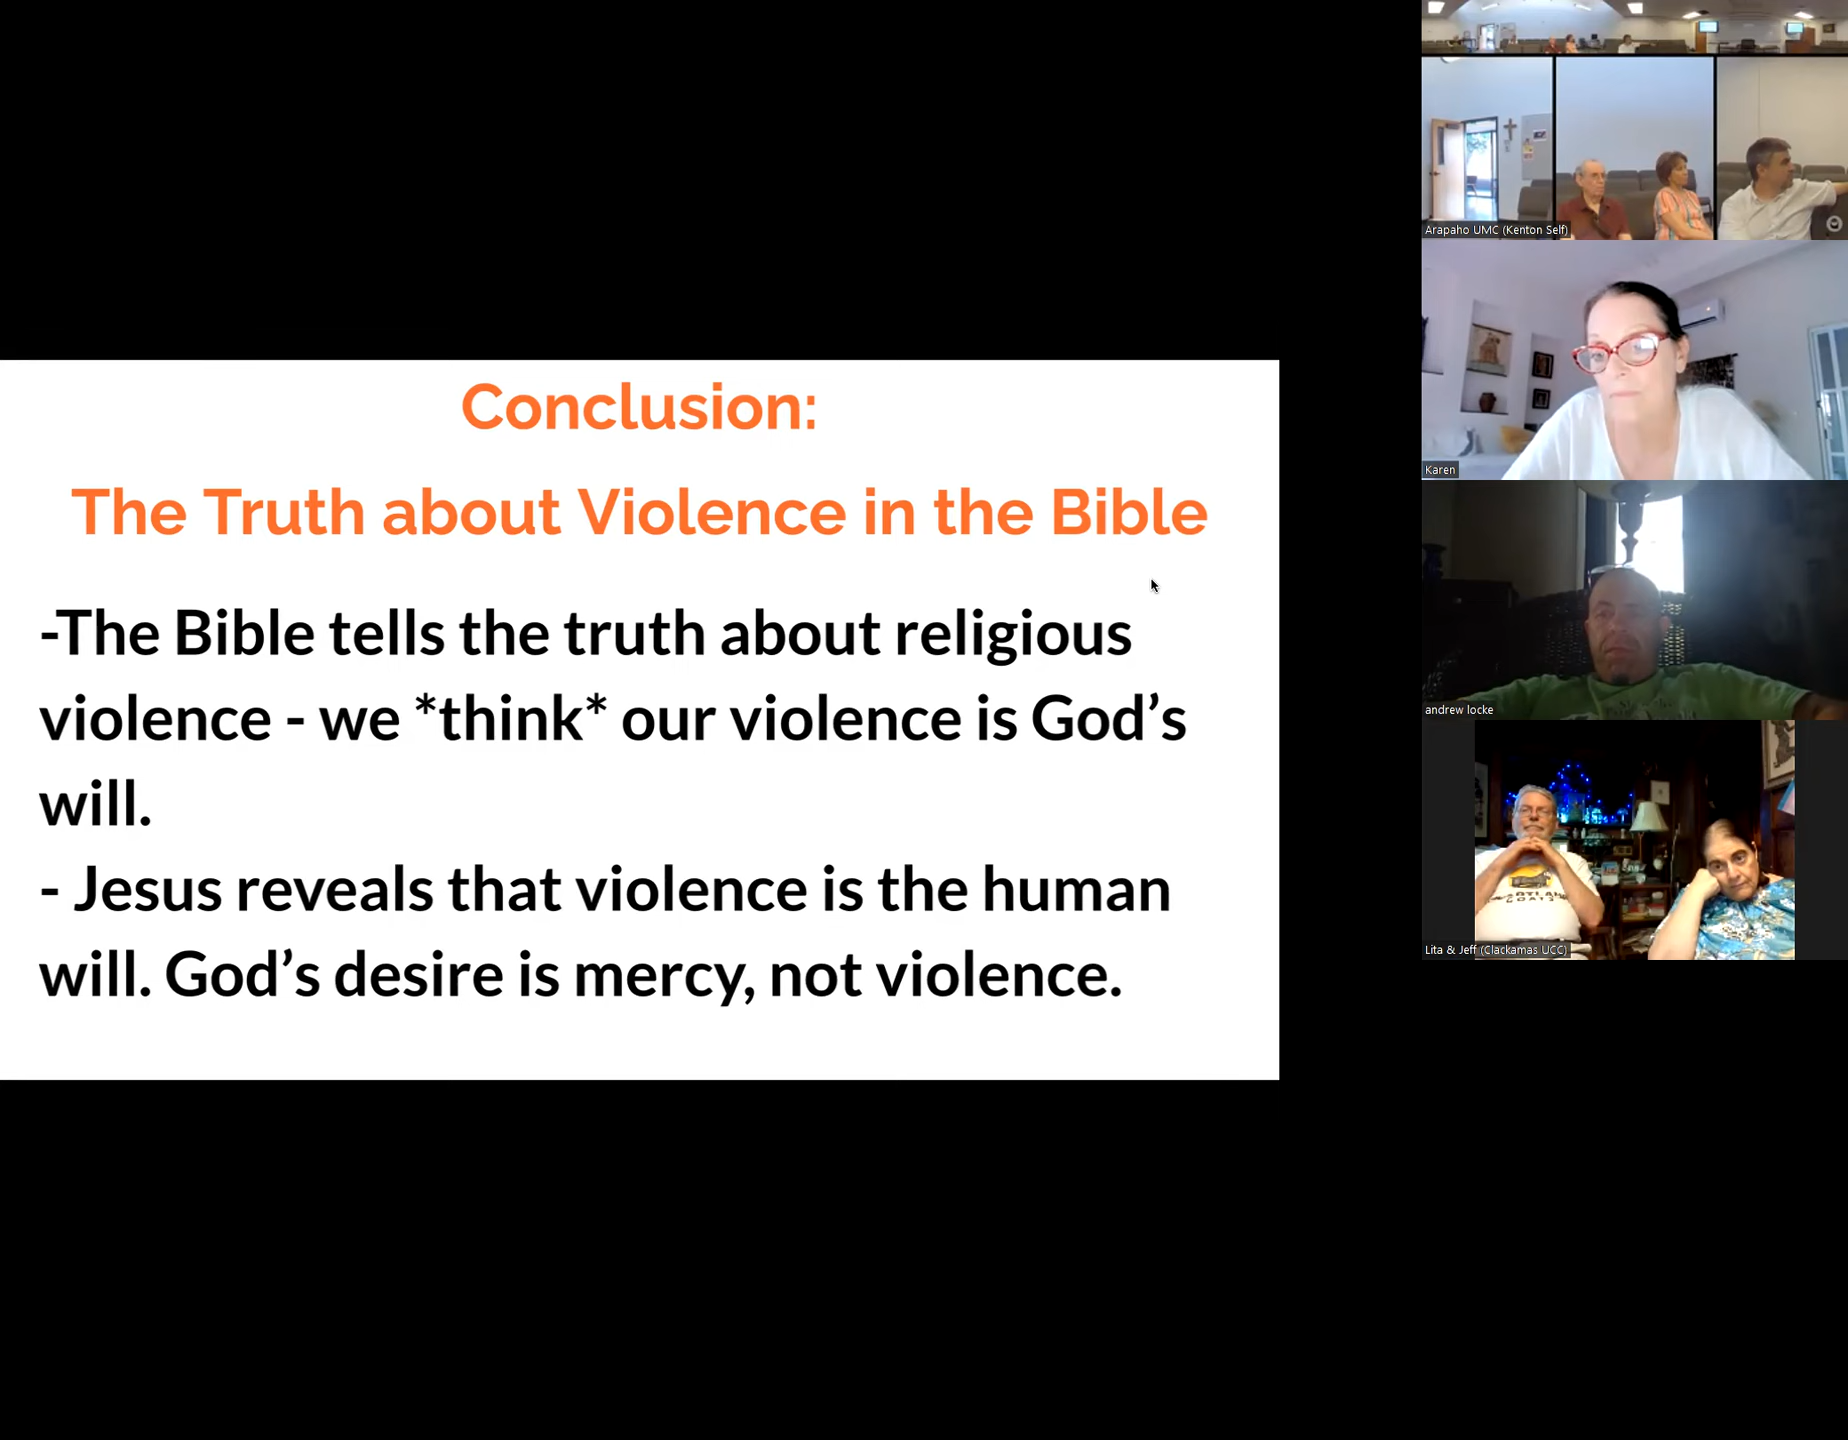 Conclusion:
The Truth about Violence in the Bible
-The Bible tells the truth about religious
violence - we *think* our violence is God’s
will.
- Jesus reveals that violence is the human
will. God’s desire is mercy, not violence.
Arapaho UMC (Kenton Self)
Karen
andrew locke
Lita & Jeff (Clackamas UCC)